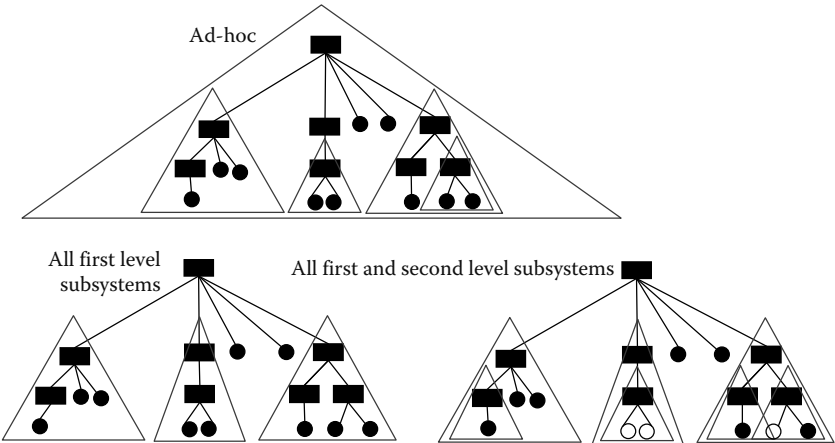 Ad-hoc
All first level
subsystems
All first and second level subsystems